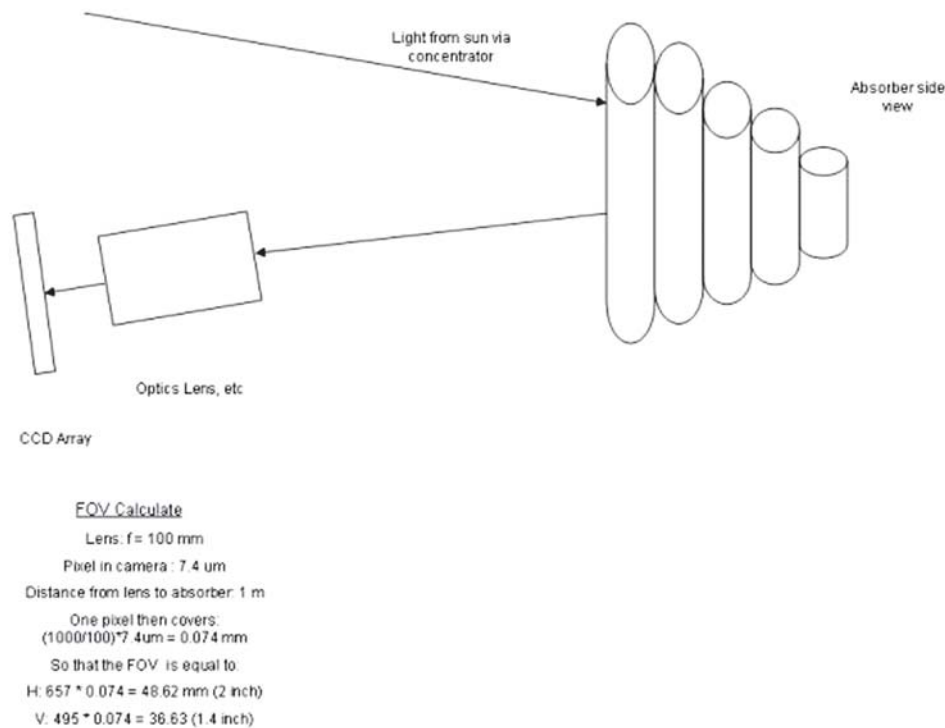 Light from sun via
concentrator
Absorber side
view
Optics Lens, etc
CCD Array
FOV Calculate
Lens: f = 100 mm
Pixel in camera : 7.4 um
Distance from lens to absorber: 1 m
One pixel then covers:
(1000/100)*7.4um = 0.074 mm
So that the FOV is equal to:
H: 657 * 0.074 = 48.62 mm (2 inch)
V: 495 * 0.074 = 36.63 (1.4 inch)